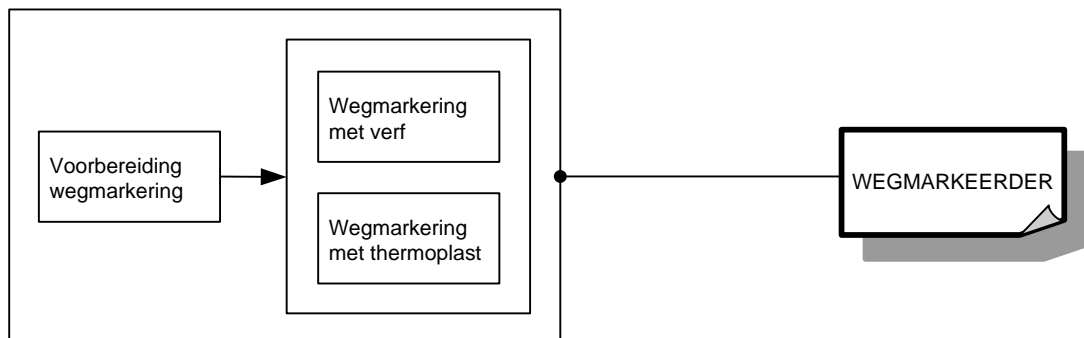 Wegmarkering
met verf
Voorbereiding
wegmarkering
WEGMARKEERDER
Wegmarkering
met thermoplast